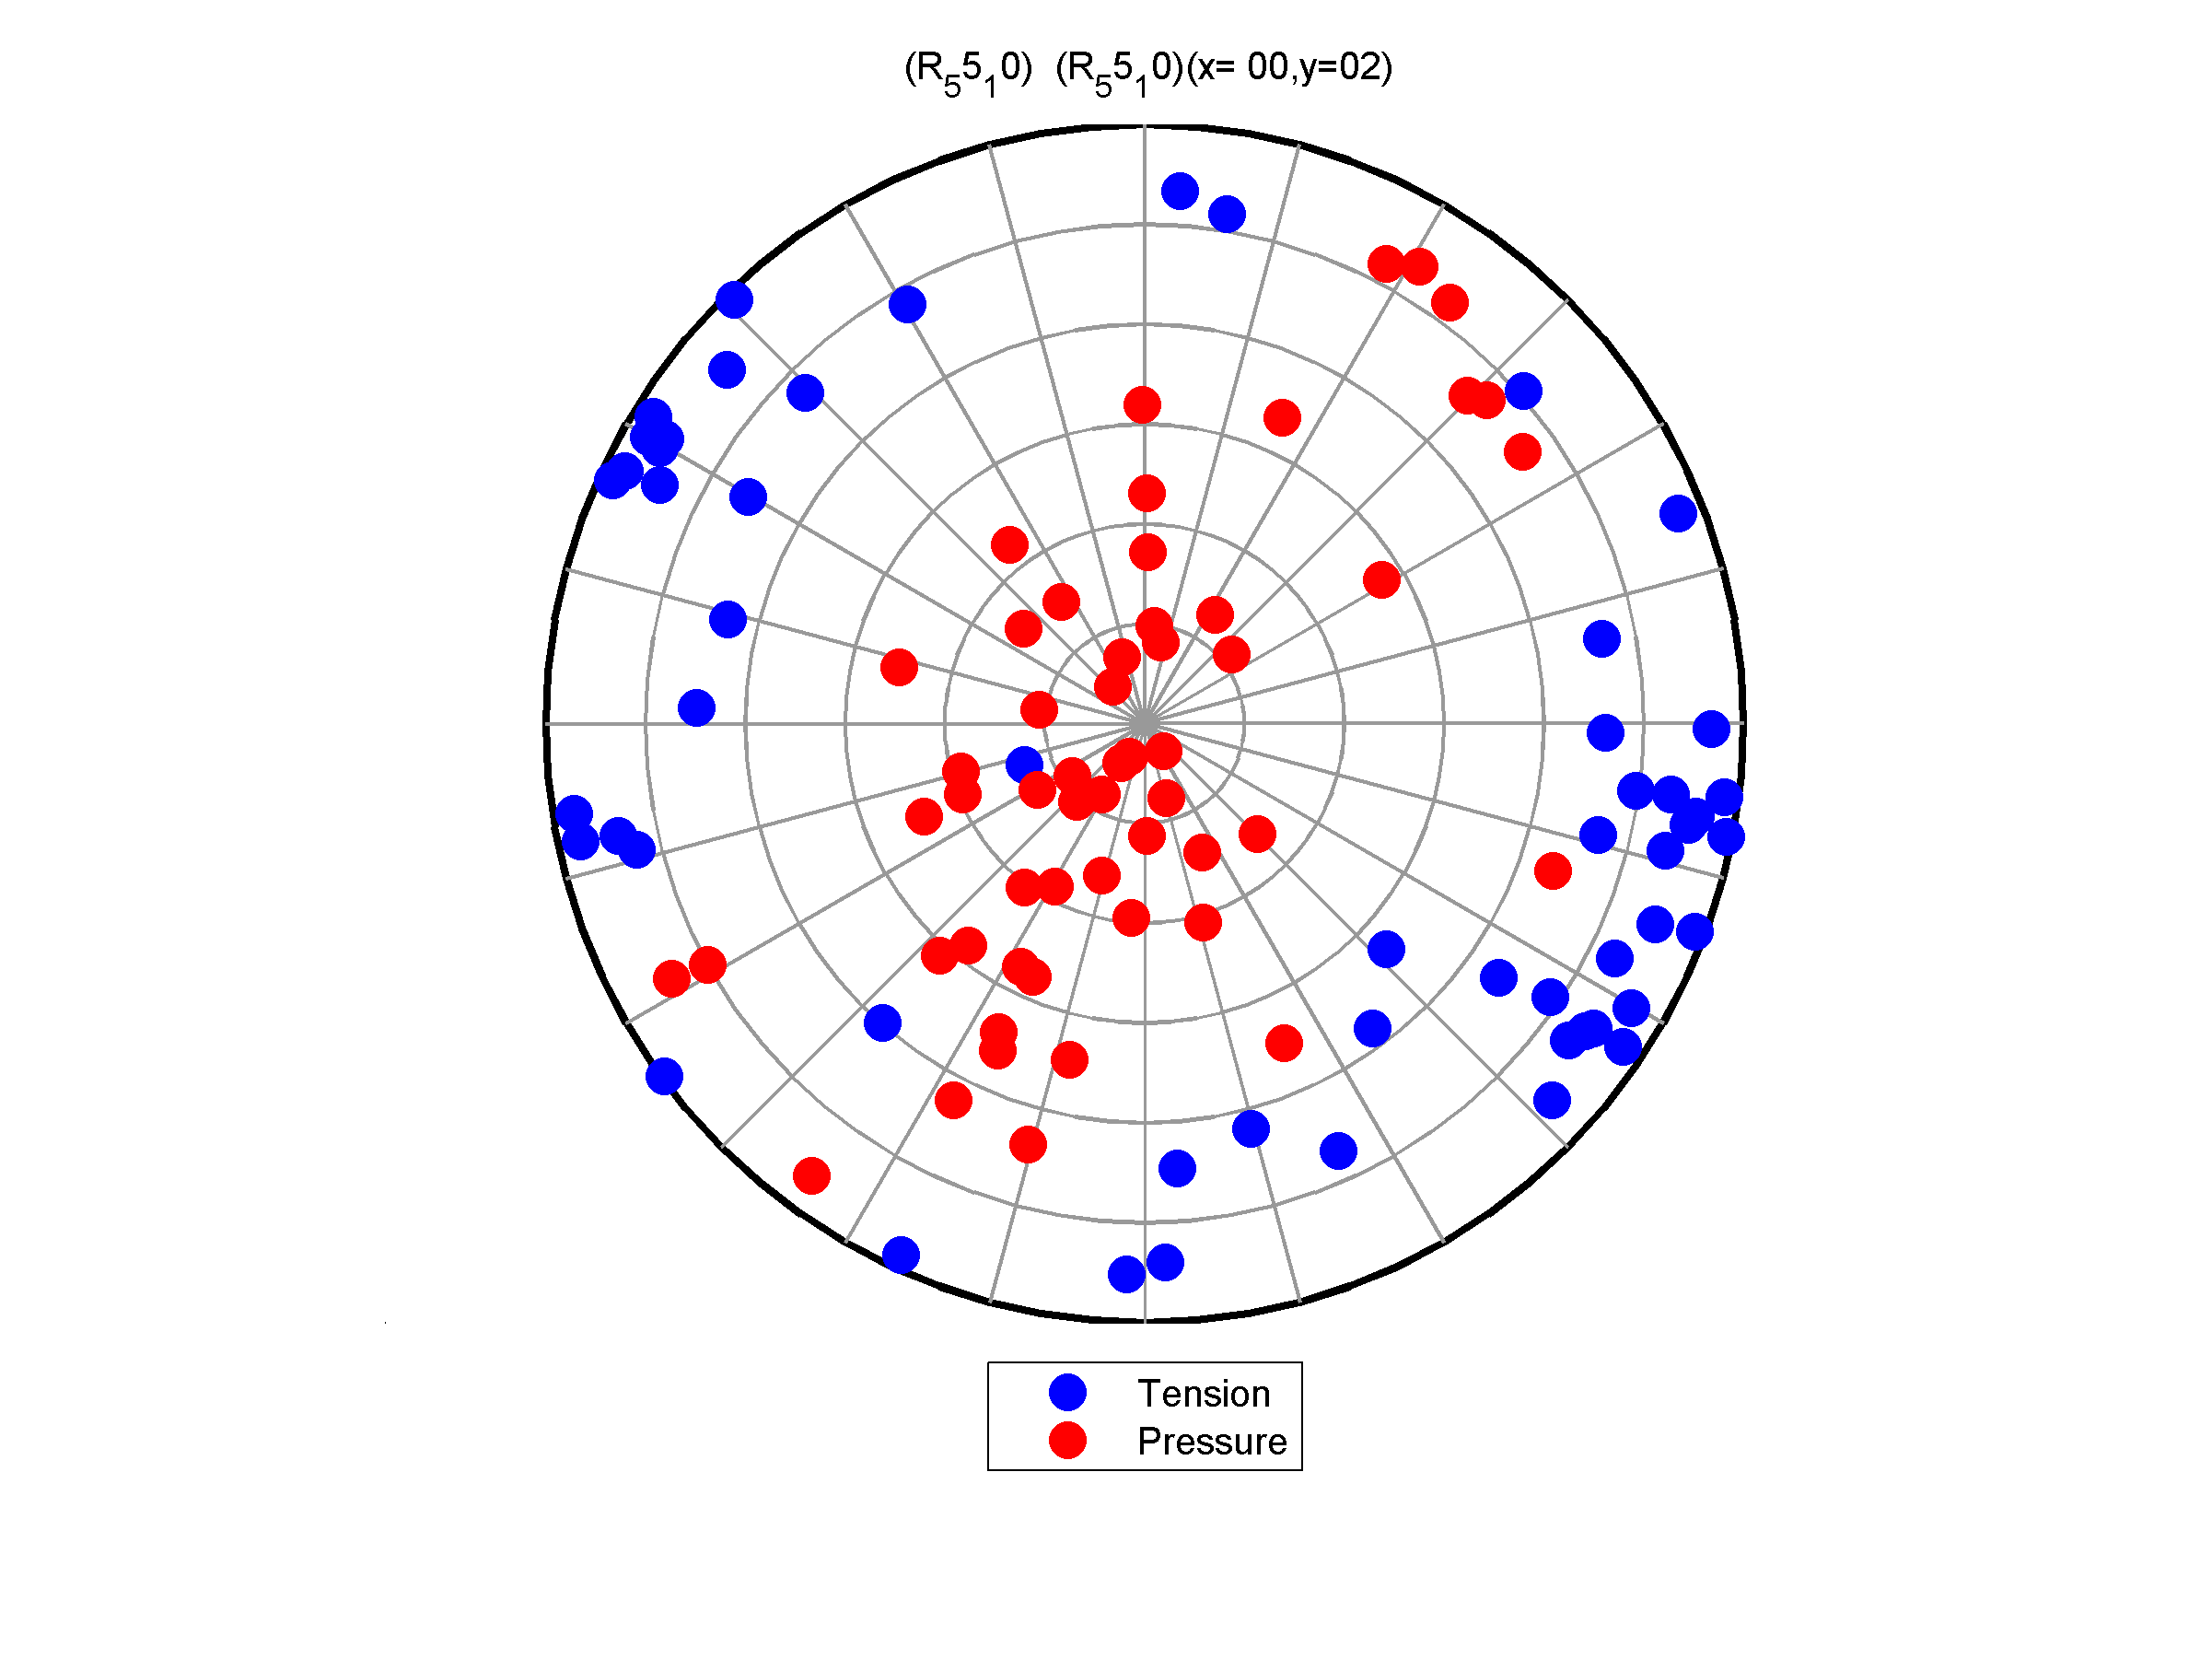 (R₅5₁0)  (R₅5₁0)(x= 00,y=02)
Tension
Pressure